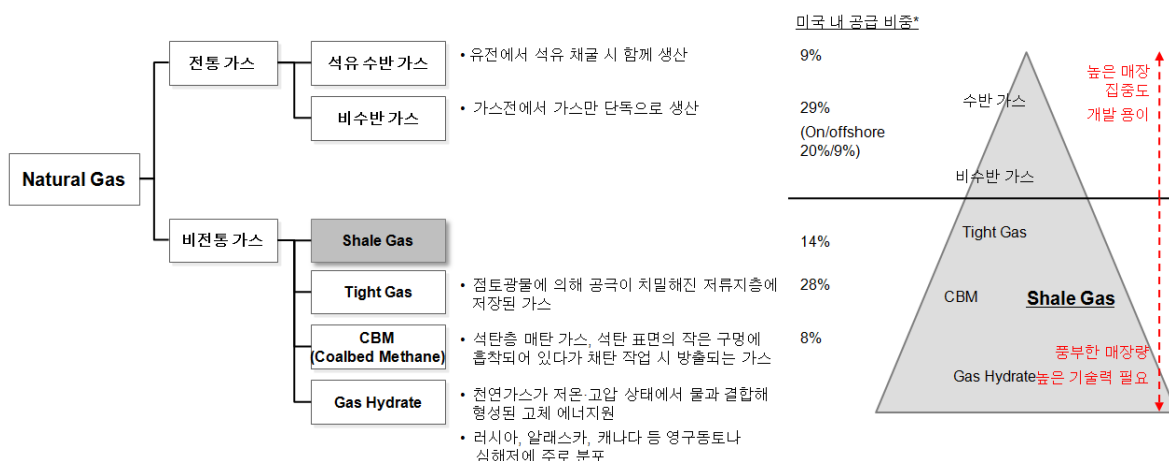 미국 내 공급 비중*
Natural Gas
전통 가스
석유 수반 가스
• 유전에서 석유 채굴 시 함께 생산
9%
비수반 가스
• 가스전에서 가스만 단독으로 생산
29%
(On/offshore
20%/9%)
비전통 가스
Shale Gas
14%
Tight Gas
• 점토광물에 의해 공극이 치밀해진 저류지층에
저장된 가스
28%
CBM
(Coalbed Methane)
• 석탄층 매탄 가스, 석탄 표면의 작은 구멍에
흡착되어 있다가 채탄 작업 시 방출되는 가스
8%
Gas Hydrate
• 천연가스가 저온·고압 상태에서 물과 결합해
형성된 고체 에너지원
• 러시아, 알래스카, 캐나다 등 영구동토나
심해저에 주로 분포
수반 가스
비수반 가스
Tight Gas
CBM
Shale Gas
Gas Hydrate
높은 매장
집중도
개발 용이
풍부한 매장량
높은 기술력 필요